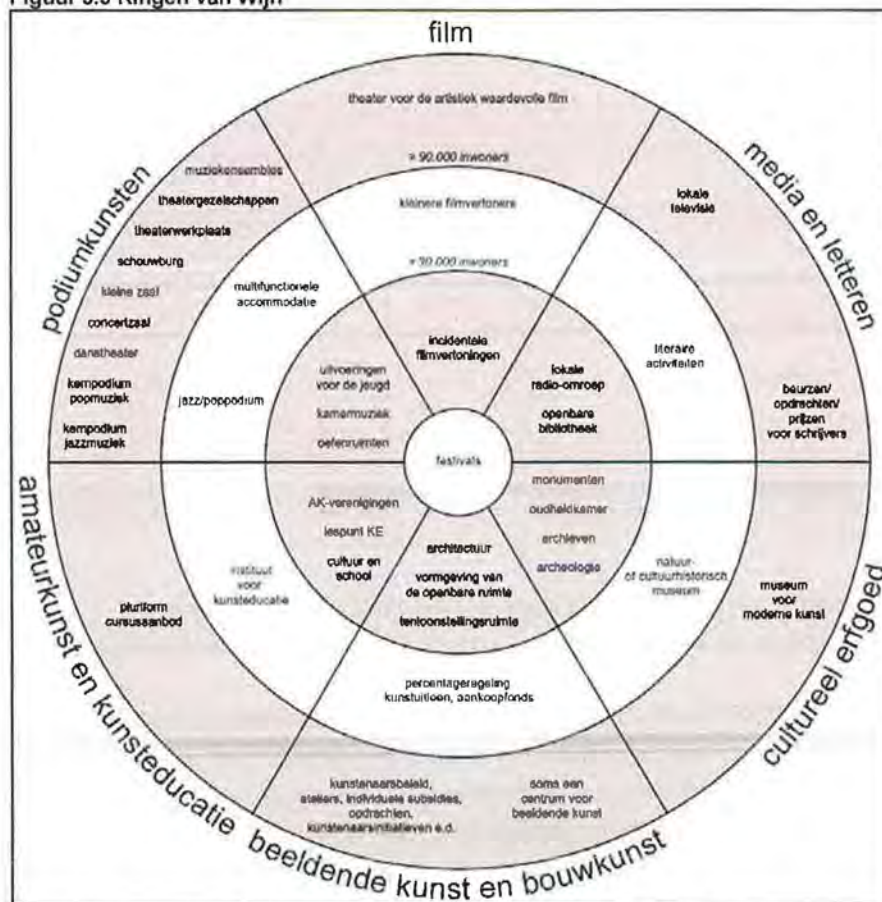 Figuur Ringen van Wijn
film
theater voor de artistiek waardevolle film
> 90.000 inwoners
kleinere filmvertoners
> 30.000 inwoners
incidentele
filmvertoningen
media en letteren
lokale
televisie
literaire
activiteiten
beurzen/
opdrachten/
prijzen
voor schrijvers
lokale
radio-omroep
openbare
bibliotheek
podiumkunsten
muziekensembles
theatergezelschappen
theaterwerkplaats
schouwburg
kleine zaal
concertzaal
danstheater
kernpodium
popmuziek
kernpodium
jazzmuziek
multifunctionele
accommodatie
jazz/poppodium
uitvoeringen
voor de jeugd
kamermuziek
oefenruimten
festivals
amateurkunst en kunsteducatie
AK-verenigingen
lespunt KE
cultuur en
school
instituut
voor
kunsteducatie
pluriform
cursusaanbod
cultureel erfgoed
monumenten
oudheidkamer
archieven
archeologie
natuur-
of cultuurhistorisch
museum
museum
voor
moderne kunst
beeldende kunst en bouwkunst
architectuur
vormgeving van
de openbare ruimte
tentoonstellingsruimte
percentageregeling
kunstuitleen, aankoopfonds
kunstenaarsbeleid,
ateliers, individuele subsidies,
opdrachten,
kunstenaarsinitiatieven e.d.
soms een
centrum voor
beeldende kunst